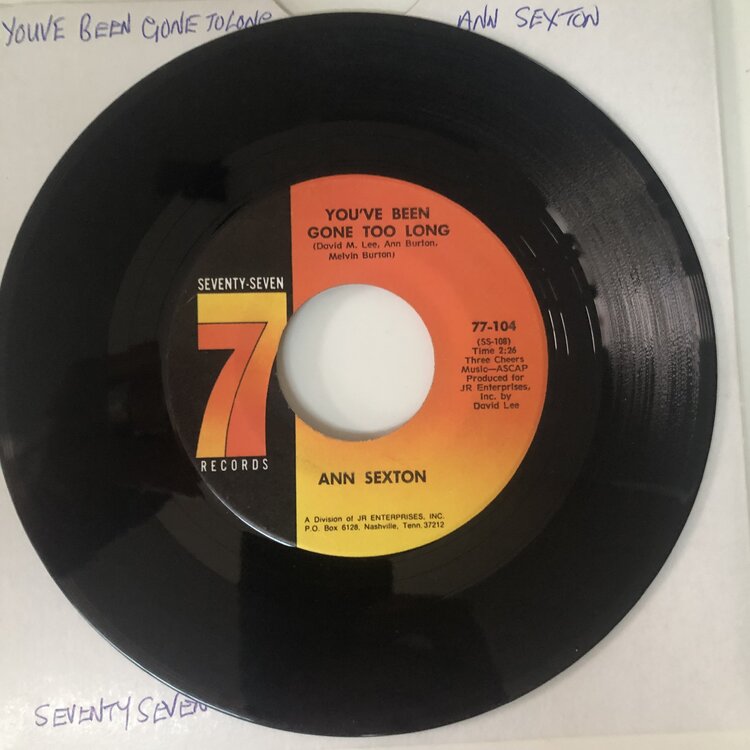 YOUVE BEEN GONE TO LONG
ANN SEXTON
YOU'VE BEEN
GONE TOO LONG
(David M. Lee, Ann Burton,
Melvin Burton)
SEVENTY-SEVEN
7
RECORDS
77-104
(SS-108)
Time 2:26
Three Cheers
Music—ASCAP
Produced for
JR Enterprises,
Inc. by
David Lee
ANN SEXTON
A Division of JR ENTERPRISES, INC.
P.O. Box 6128, Nashville, Tenn. 37212
SEVENTY SEVEN